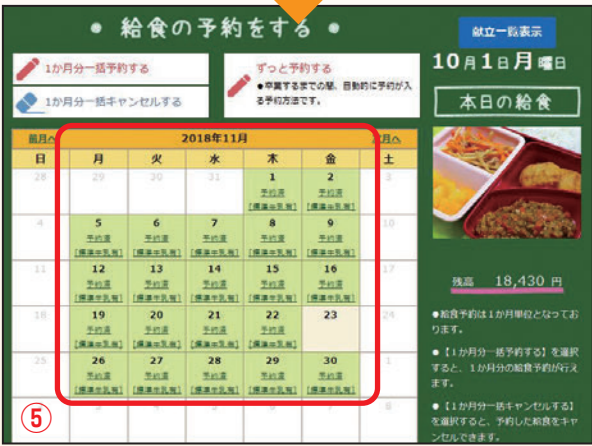 ● 給食の予約をする ●
献立一覧表示
10月1日月曜日
本日の給食
1か月分一括予約する
1か月分一括キャンセルする
ずっと予約する
●卒業するまでの間、自動的に予約が入
る予約方法です。
前月へ 2018年11月 次月へ
日 月 火 水 木 金 土
28 29 30 31 1 2 3
予約済 予約済
[標準牛乳有] [標準牛乳有]
4 5 6 7 8 9 10
予約済 予約済 予約済 予約済 予約済
[標準牛乳有] [標準牛乳有] [標準牛乳有] [標準牛乳有] [標準牛乳有]
11 12 13 14 15 16 17
予約済 予約済 予約済 予約済 予約済
[標準牛乳有] [標準牛乳有] [標準牛乳有] [標準牛乳有] [標準牛乳有]
18 19 20 21 22 23 24
予約済 予約済 予約済 予約済
[標準牛乳有] [標準牛乳有] [標準牛乳有] [標準牛乳有]
25 26 27 28 29 30 1
予約済 予約済 予約済 予約済 予約済
[標準牛乳有] [標準牛乳有] [標準牛乳有] [標準牛乳有] [標準牛乳有]
⑤
残高 18,430 円
●給食予約は1か月単位となってお
ります。
●【1か月分一括予約する】を選択
すると、1か月分の給食予約が行え
ます。
●【1か月分一括キャンセルする】
を選択すると、予約した給食をキャ
ンセルできます。